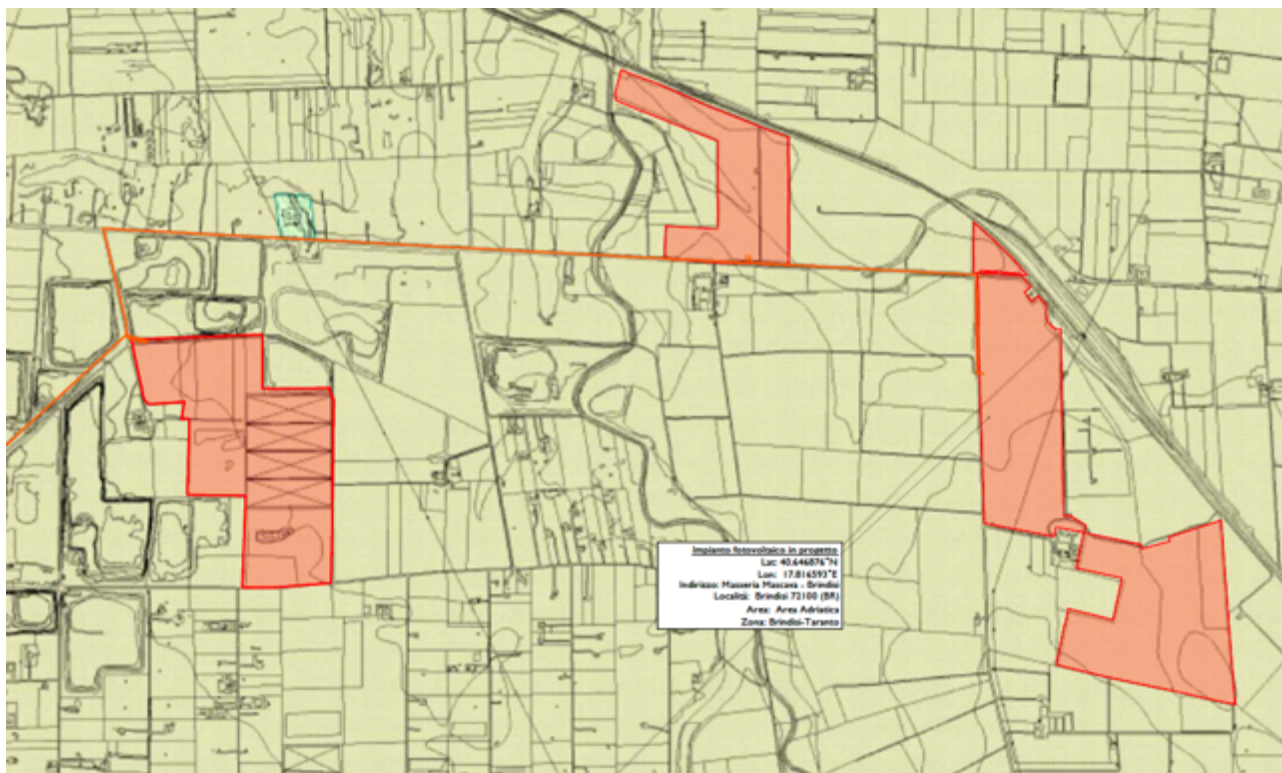 Impianto fotovoltaico in progetto
Lat: 40.646876°N
Lon: 17.816593°E
Indirizzo: Masseria Mascava - Brindisi
Località: Brindisi 72100 (BR)
Area: Area Adriatica
Zona: Brindisi-Taranto